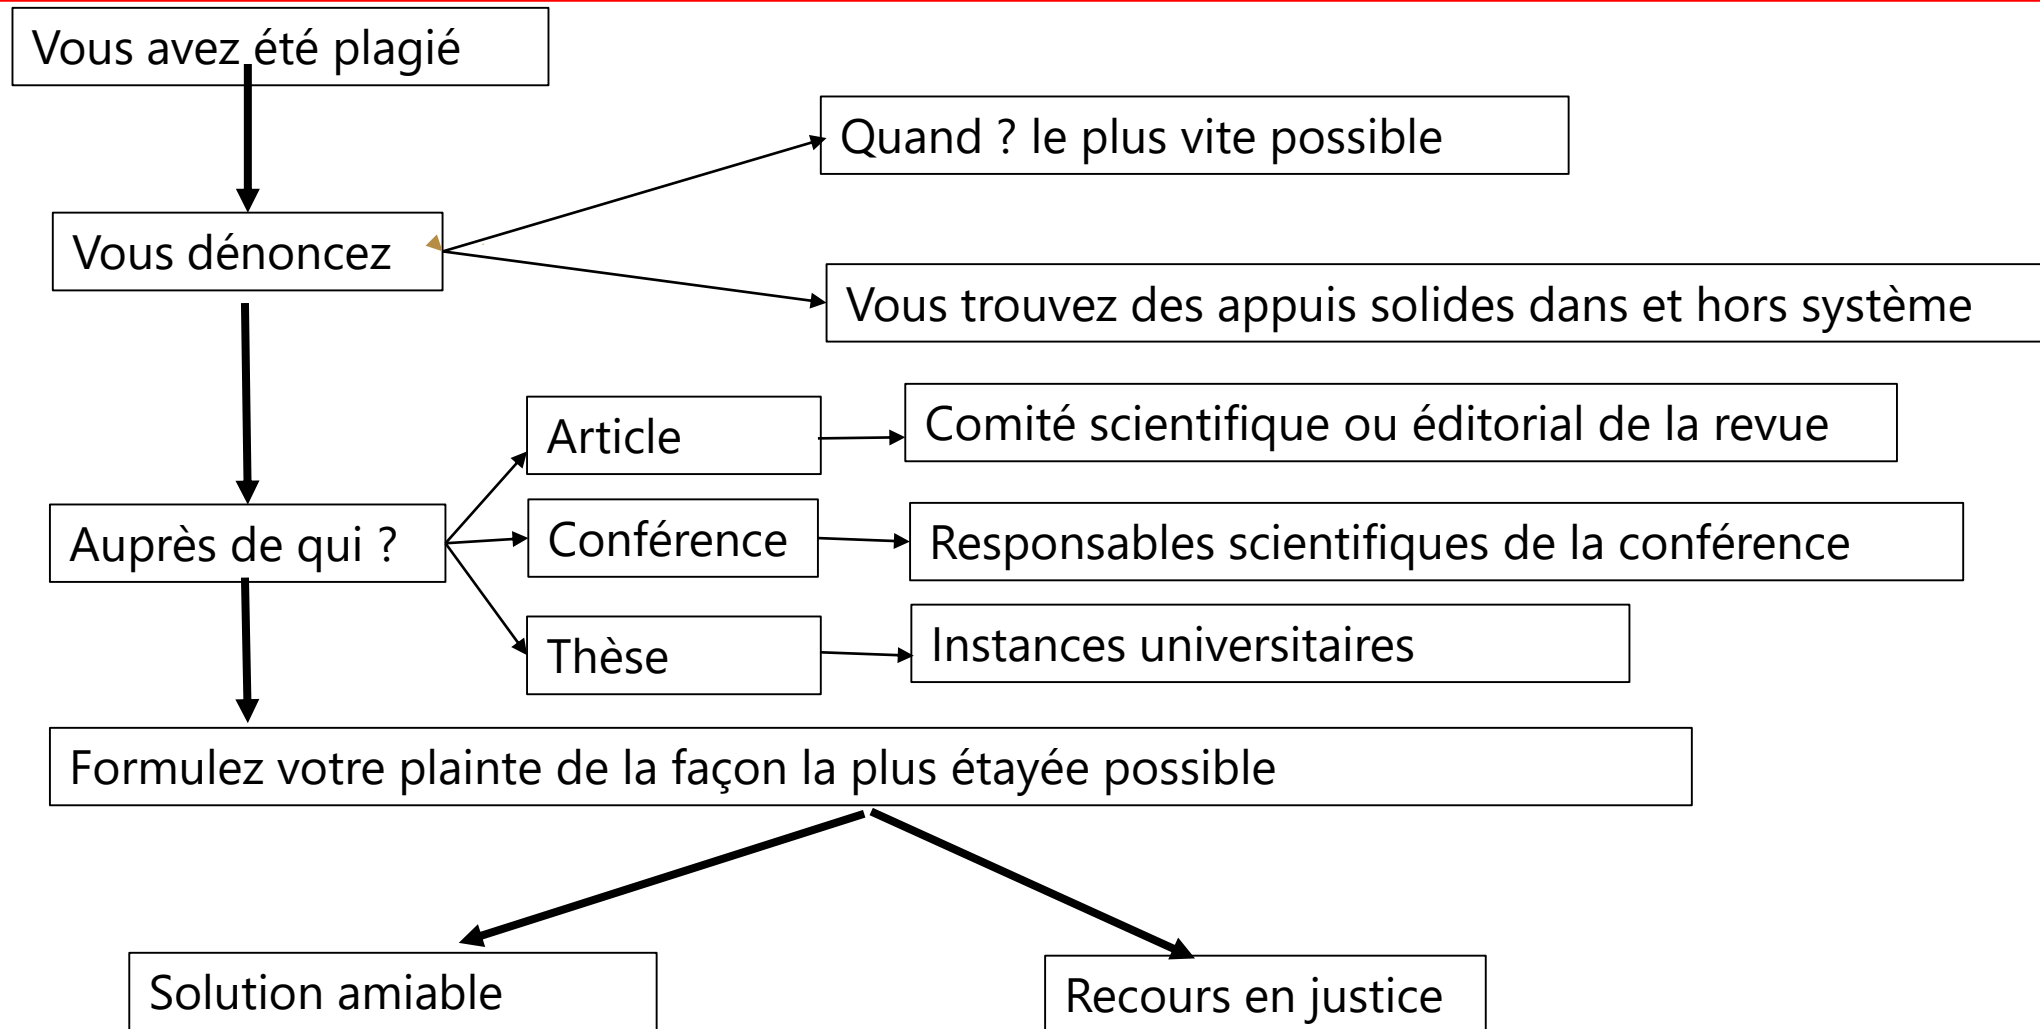 Vous avez été plagié
Quand ? le plus vite possible
Vous dénoncez
Vous trouvez des appuis solides dans et hors système
Article
Comité scientifique ou éditorial de la revue
Auprès de qui ?
Conférence
Responsables scientifiques de la conférence
Thèse
Instances universitaires
Formulez votre plainte de la façon la plus étayée possible
Solution amiable
Recours en justice